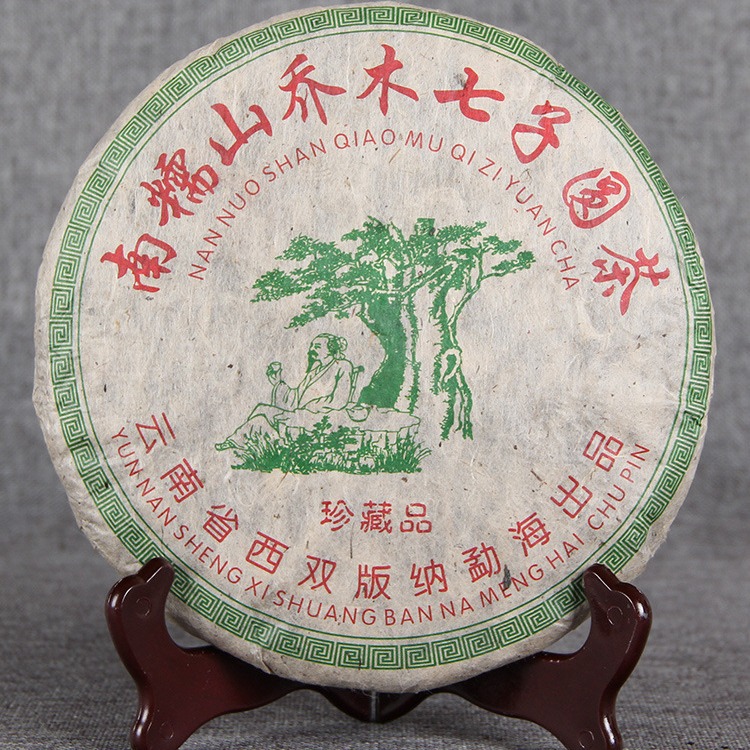 南糯山乔木七子圆茶
NAN NUO SHAN QIAO MU QI ZI YUAN CHA
珍藏品
云南省西双版纳勐海出品
YUN NAN SHENG XI SHUANG BAN NA MENG HAI CHU PIN